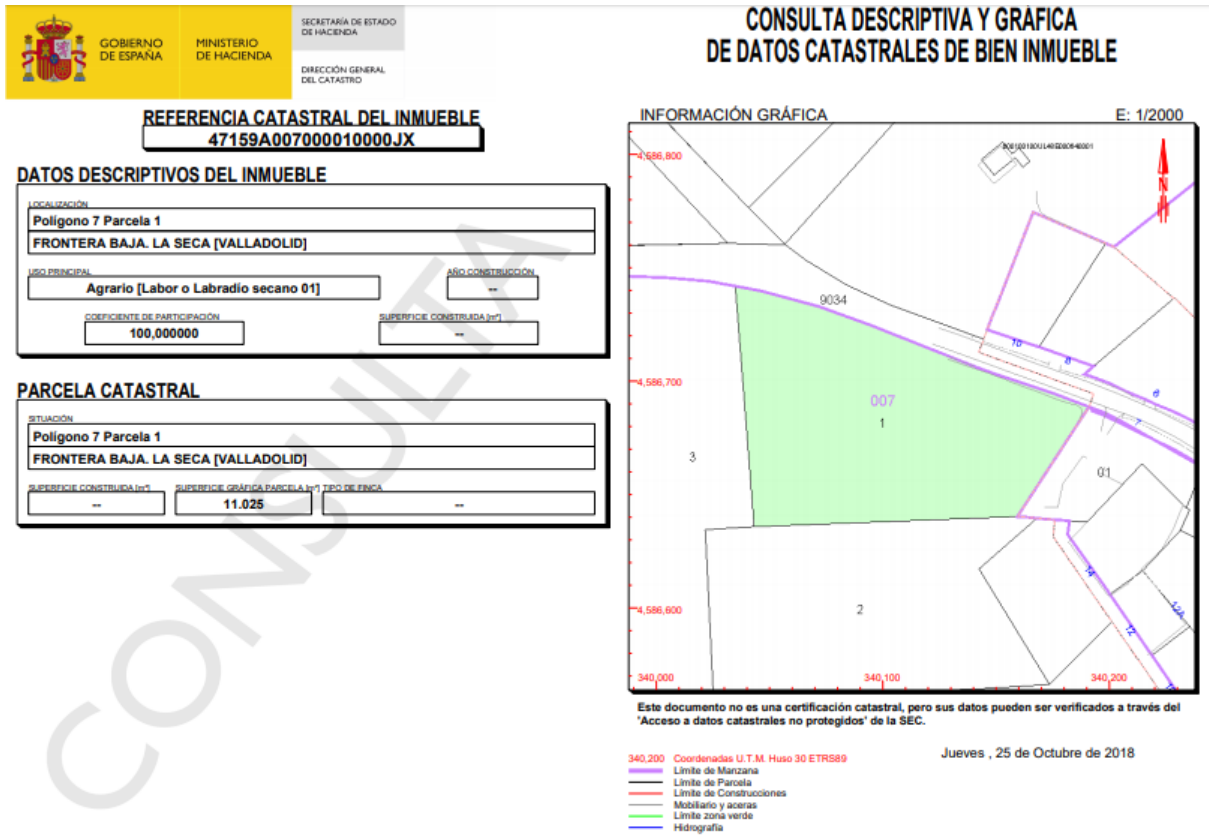 GOBIERNO
DE ESPAÑA
MINISTERIO
DE HACIENDA
SECRETARÍA DE ESTADO
DE HACIENDA
DIRECCIÓN GENERAL
DEL CATASTRO
CONSULTA DESCRIPTIVA Y GRÁFICA
DE DATOS CATASTRALES DE BIEN INMUEBLE
REFERENCIA CATASTRAL DEL INMUEBLE
47159A007000010000JX
DATOS DESCRIPTIVOS DEL INMUEBLE
LOCALIZACIÓN
Polígono 7 Parcela 1
FRONTERA BAJA. LA SECA [VALLADOLID]
USO PRINCIPAL
Agrario [Labor o Labradío secano 01]
AÑO CONSTRUCCIÓN
--
COEFICIENTE DE PARTICIPACIÓN
100,000000
SUPERFICIE CONSTRUIDA [m²]
--
PARCELA CATASTRAL
SITUACIÓN
Polígono 7 Parcela 1
FRONTERA BAJA. LA SECA [VALLADOLID]
SUPERFICIE CONSTRUIDA [m²]
--
SUPERFICIE GRÁFICA PARCELA [m²]
11.025
TIPO DE FINCA
--
CONSULTA
INFORMACIÓN GRÁFICA
E: 1/2000
4,586,800
N
9034
10
8
6
4,586,700
007
1
7
3
01
14
12A
4,586,600
2
12
340,000
340,100
340,200
Este documento no es una certificación catastral, pero sus datos pueden ser verificados a través del
'Acceso a datos catastrales no protegidos' de la SEC.
340,200 Coordenadas U.T.M. Huso 30 ETRS89
Límite de Manzana
Límite de Parcela
Límite de Construcciones
Mobiliario y aceras
Límite zona verde
Hidrografía
Jueves , 25 de Octubre de 2018